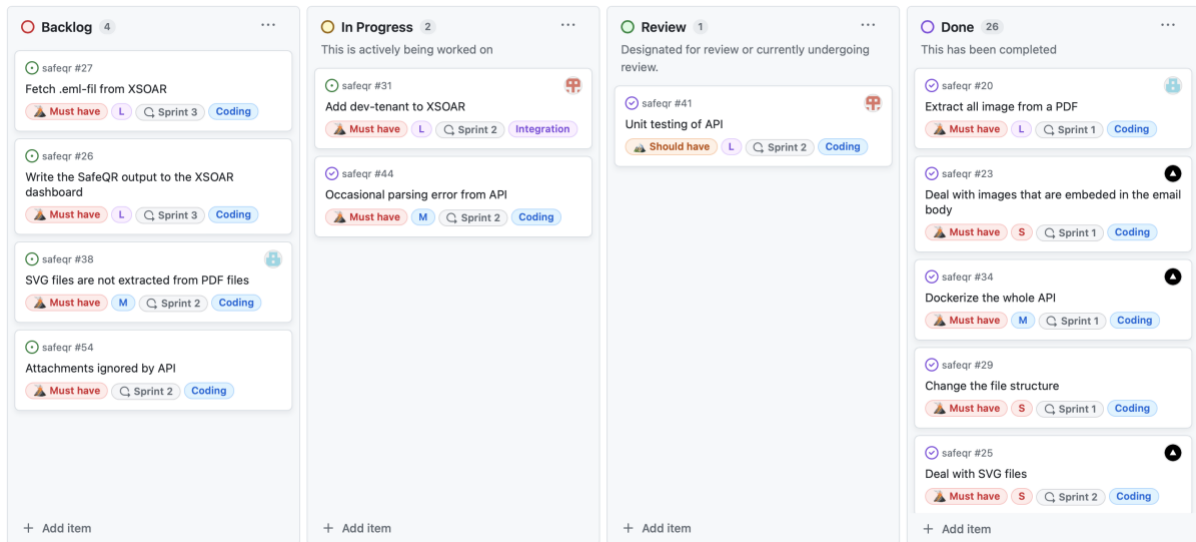 Backlog 4
safeqr #27
Fetch .eml-fil from XSOAR
Must have L Sprint 3 Coding
safeqr #26
Write the SafeQR output to the XSOAR
dashboard
Must have L Sprint 3 Coding
safeqr #38
SVG files are not extracted from PDF files
Must have M Sprint 2 Coding
safeqr #54
Attachments ignored by API
Must have Sprint 2 Coding
+ Add item
In Progress 2
This is actively being worked on
safeqr #31
Add dev-tenant to XSOAR
Must have L Sprint 2 Integration
safeqr #44
Occasional parsing error from API
Must have M Sprint 2 Coding
+ Add item
Review 1
Designated for review or currently undergoing
review.
safeqr #41
Unit testing of API
Should have L Sprint 2 Coding
+ Add item
Done 26
This has been completed
safeqr #20
Extract all image from a PDF
Must have L Sprint 1 Coding
safeqr #23
Deal with images that are embeded in the email
body
Must have S Sprint 1 Coding
safeqr #34
Dockerize the whole API
Must have M Sprint 1 Coding
safeqr #29
Change the file structure
Must have S Sprint 1 Coding
safeqr #25
Deal with SVG files
Must have S Sprint 2 Coding
+ Add item